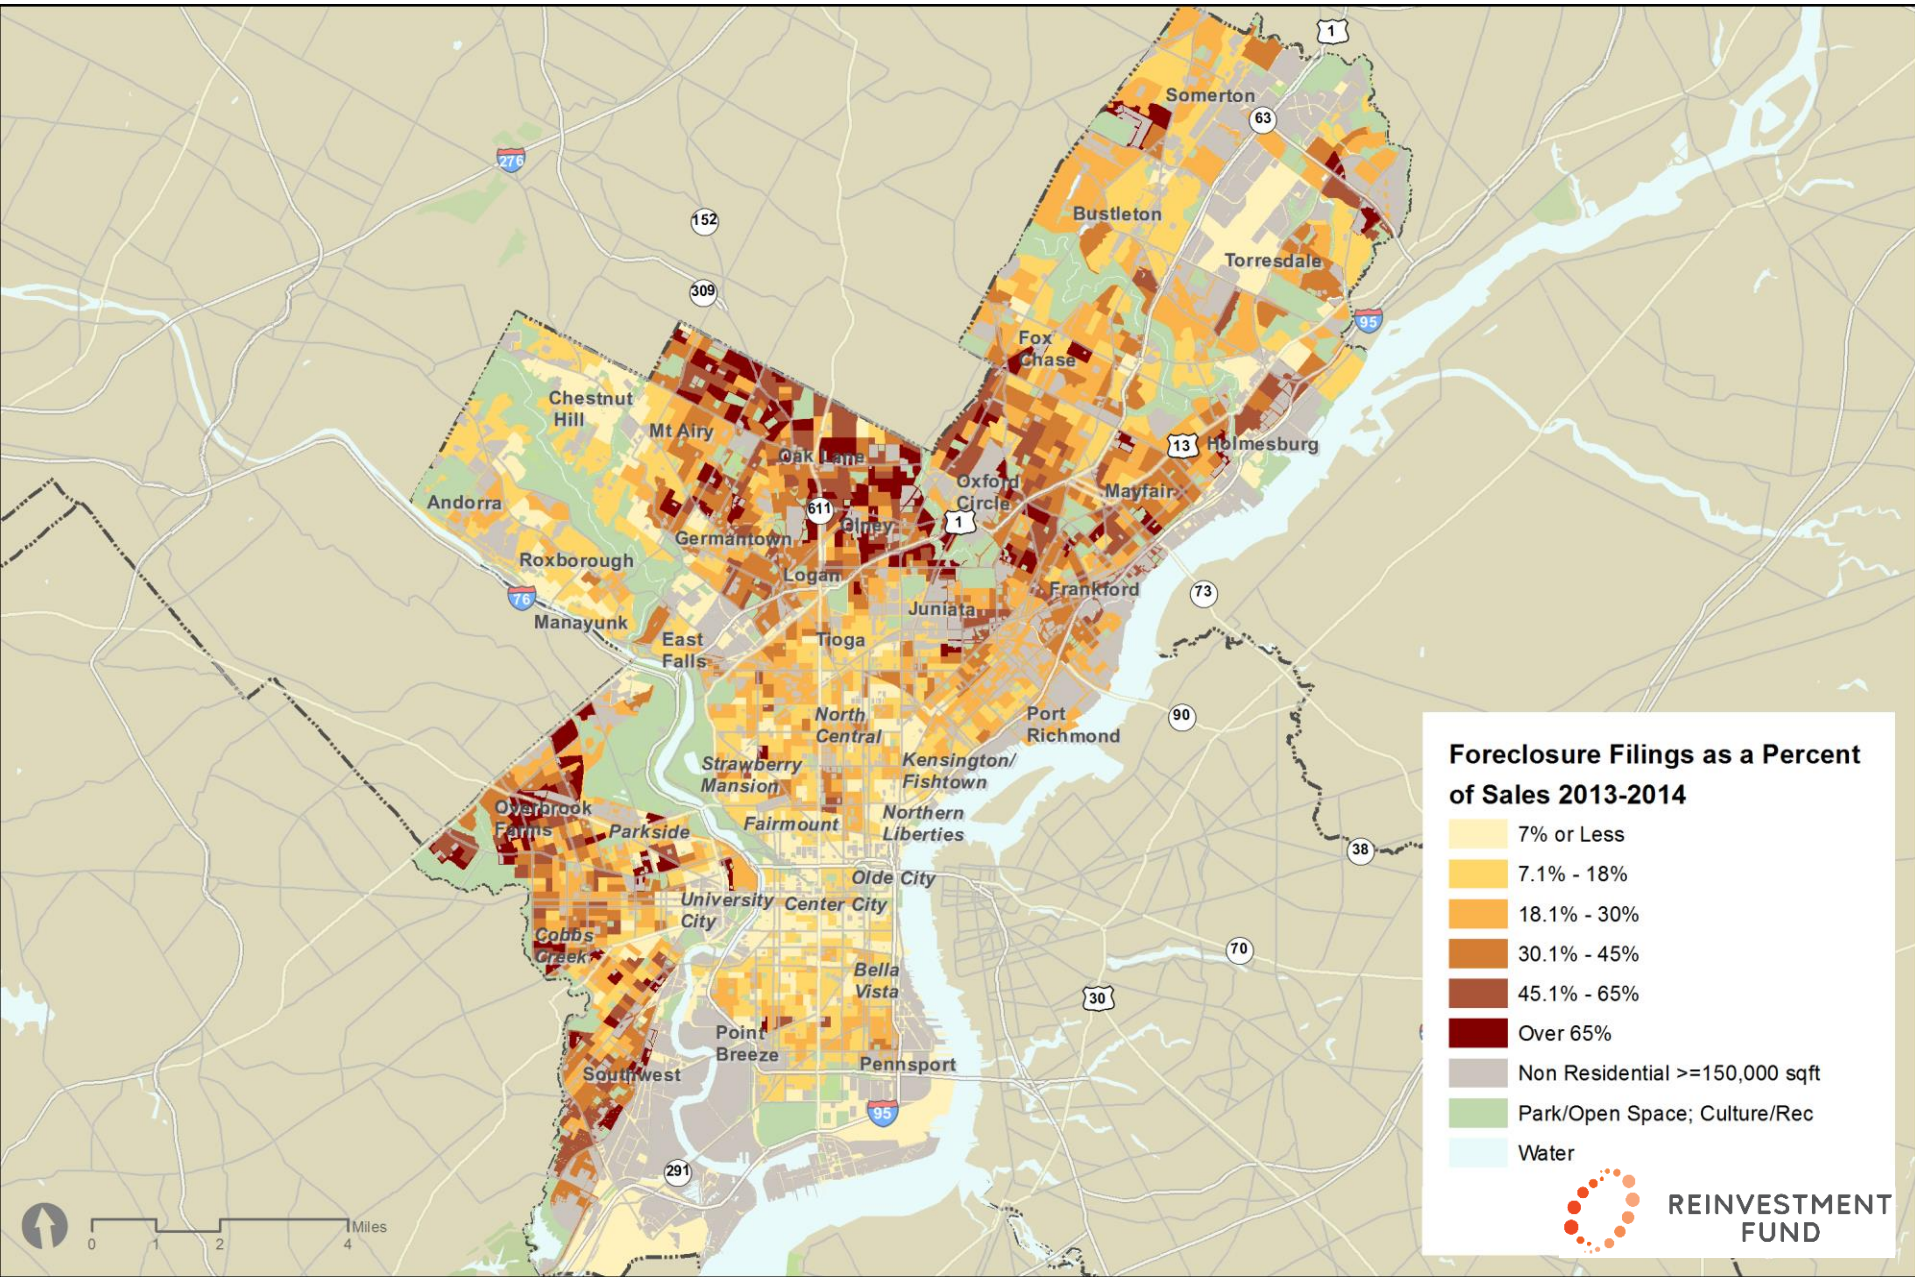 1
Somerton
63
276
152
Bustleton
Torresdale
309
95
Fox
Chase
Chestnut
Hill
Mt Airy
13
Holmesburg
Oak Lane
Oxford
Circle
Mayfair
Andorra
611
Olney
1
Germantown
Roxborough
Logan
Frankford
73
76
Juniata
Manayunk
East
Falls
Tioga
North
Central
Port
Richmond
90
Strawberry
Mansion
Kensington/
Fishtown
Overbrook
Farms
Parkside
Fairmount
Northern
Liberties
38
Olde City
University
City
Center City
Cobbs
Creek
70
Bella
Vista
30
Point
Breeze
Southwest
Pennsport
95
291
Foreclosure Filings as a Percent
of Sales 2013-2014
7% or Less
7.1% - 18%
18.1% - 30%
30.1% - 45%
45.1% - 65%
Over 65%
Non Residential >=150,000 sqft
Park/Open Space; Culture/Rec
Water
REINVESTMENT
FUND
Miles
0 1 2 4